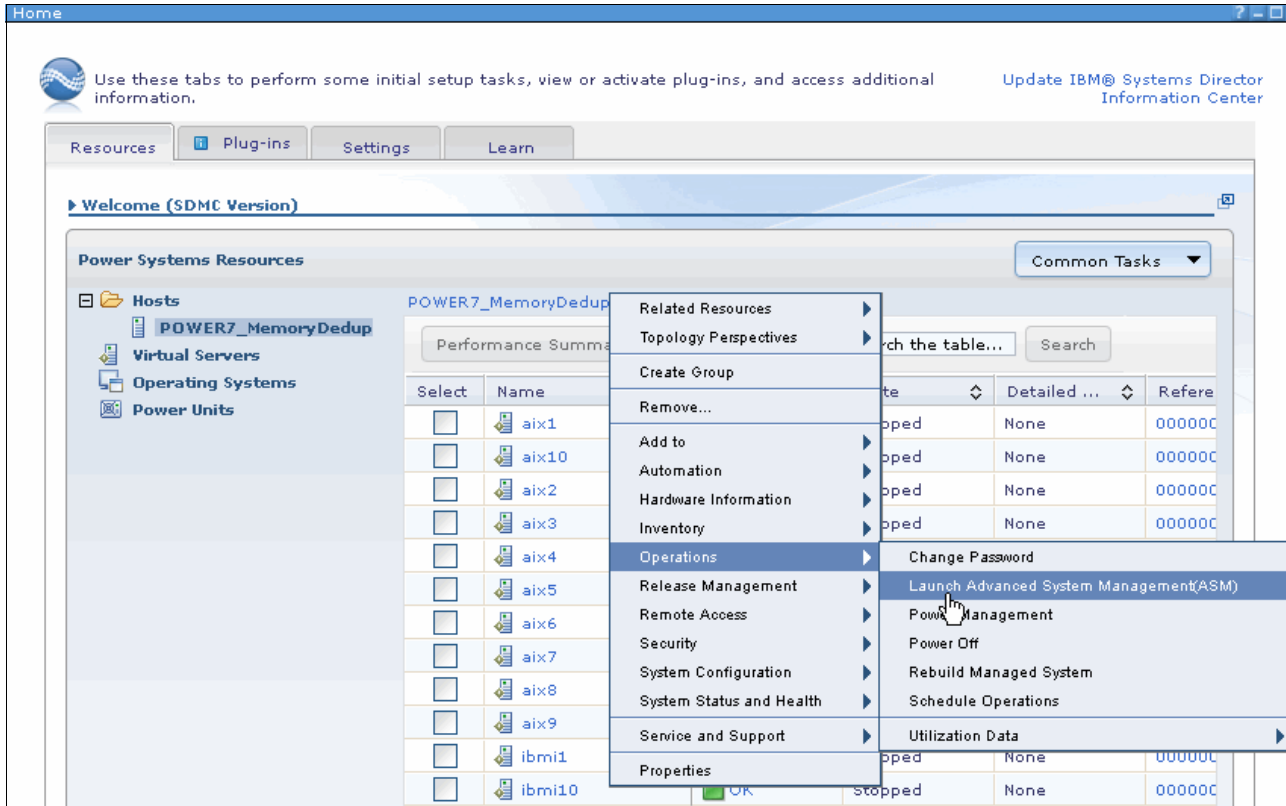 Home
? – □
Use these tabs to perform some initial setup tasks, view or activate plug-ins, and access additional
information.
Update IBM® Systems Director
Information Center
Resources
Plug-ins
Settings
Learn
Welcome (SDMC Version)
Power Systems Resources
Common Tasks
Hosts
POWER7_MemoryDedup
Virtual Servers
Operating Systems
Power Units
POWER7_MemoryDedup
Performance Summa
rch the table...
Search
Select
Name
te
Detailed ...
Refere
aix1
pped
None
00000C
aix10
pped
None
00000C
aix2
pped
None
00000C
aix3
pped
None
00000C
aix4
aix5
aix6
aix7
aix8
aix9
ibmi1
pped
None
00000C
ibmi10
OK
Stopped
None
00000C
Related Resources
Topology Perspectives
Create Group
Remove...
Add to
Automation
Hardware Information
Inventory
Operations
Release Management
Remote Access
Security
System Configuration
System Status and Health
Service and Support
Properties
Change Password
Launch Advanced System Management(ASM)
Power Management
Power Off
Rebuild Managed System
Schedule Operations
Utilization Data